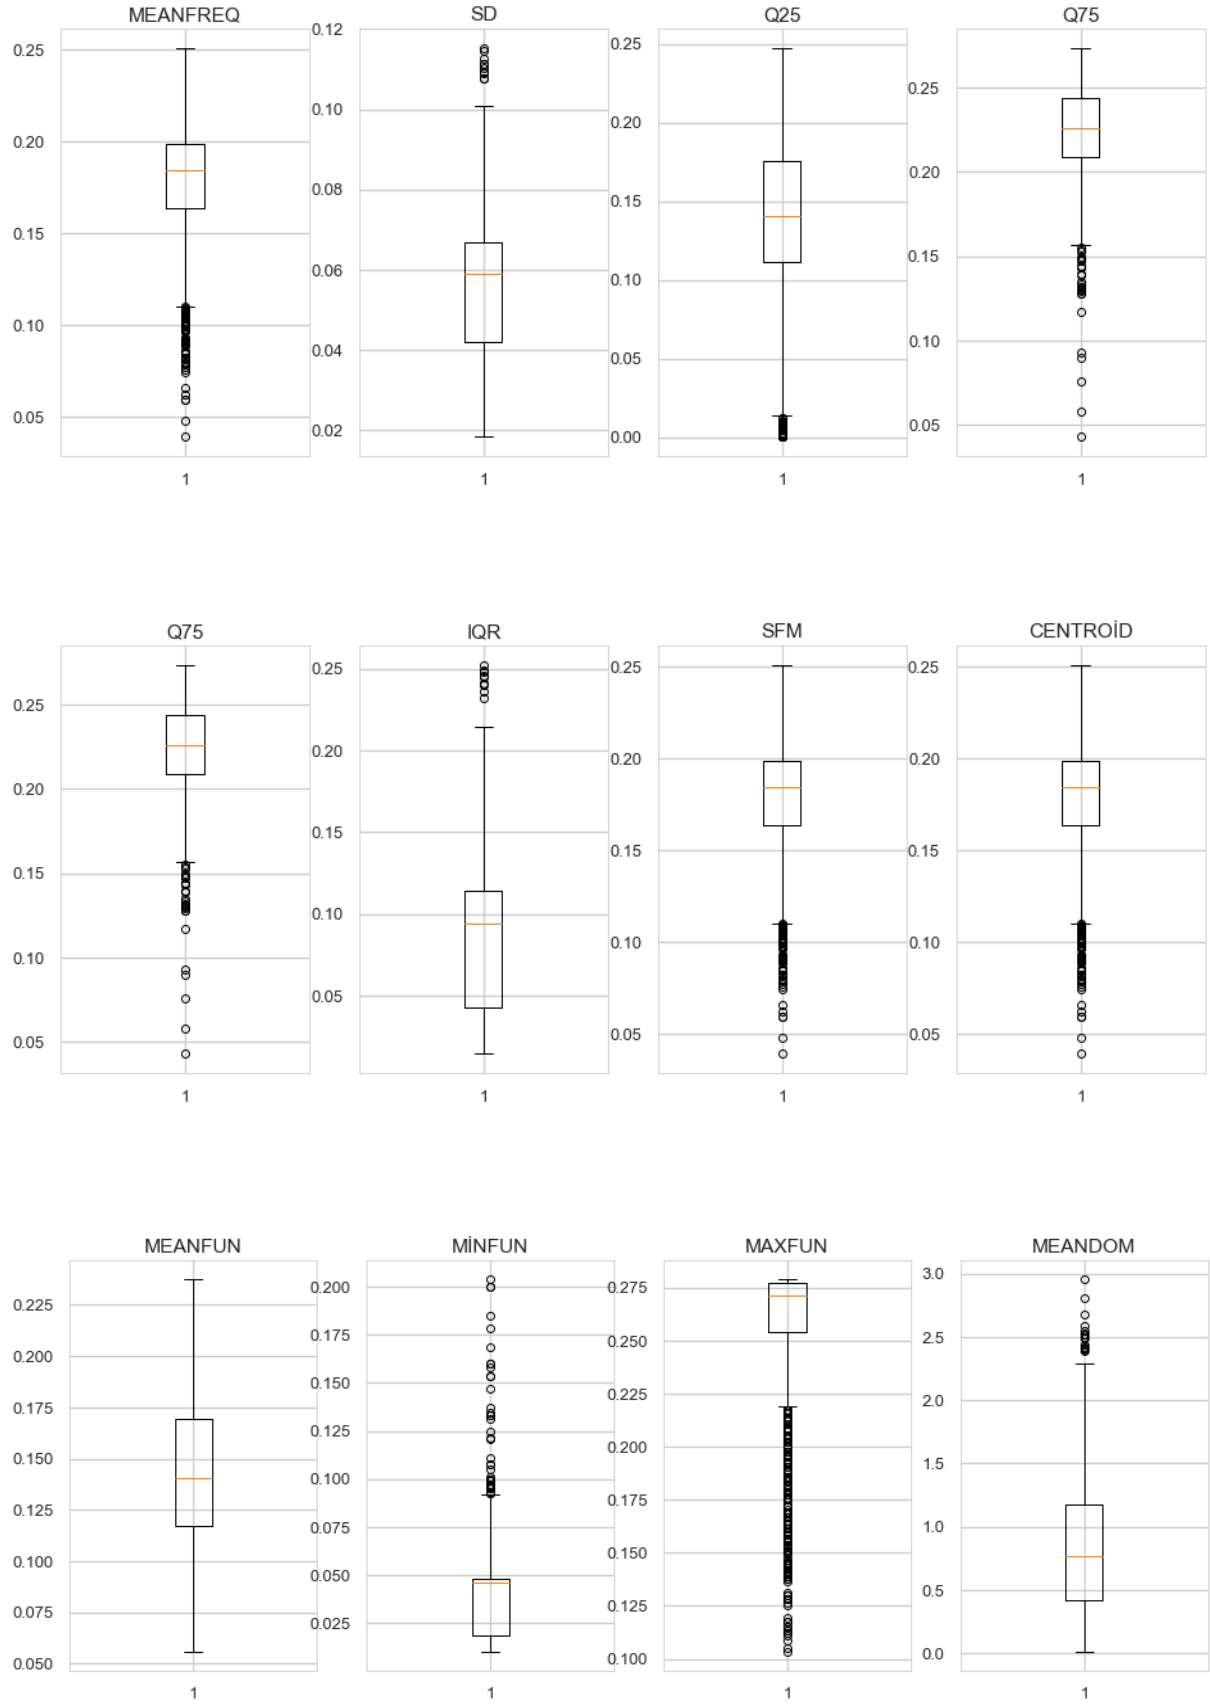 MEANFREQ SD Q25 Q75
0.25 0.20 0.15 0.10 0.05
0.12 0.10 0.08 0.06 0.04 0.02
0.25 0.20 0.15 0.10 0.05 0.00
0.25 0.20 0.15 0.10 0.05
1 1 1 1
Q75 IQR SFM CENTROİD
0.25 0.20 0.15 0.10 0.05
0.25 0.20 0.15 0.10 0.05
0.25 0.20 0.15 0.10 0.05
0.25 0.20 0.15 0.10 0.05
1 1 1 1
MEANFUN MİNFUN MAXFUN MEANDOM
0.225 0.200 0.175 0.150 0.125 0.100 0.075 0.050
0.200 0.175 0.150 0.125 0.100 0.075 0.050 0.025
0.275 0.250 0.225 0.200 0.175 0.150 0.125 0.100
3.0 2.5 2.0 1.5 1.0 0.5 0.0
1 1 1 1